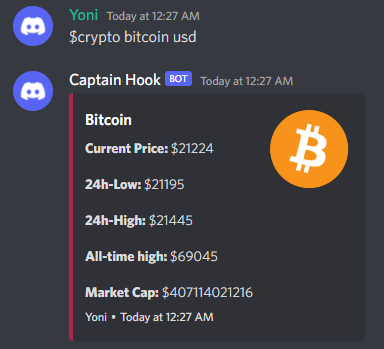 Yoni Today at 12:27 AM
$crypto bitcoin usd
Captain Hook BOT Today at 12:27 AM
Bitcoin
Current Price: $21224
24h-Low: $21195
24h-High: $21445
All-time high: $69045
Market Cap: $407114021216
Yoni • Today at 12:27 AM